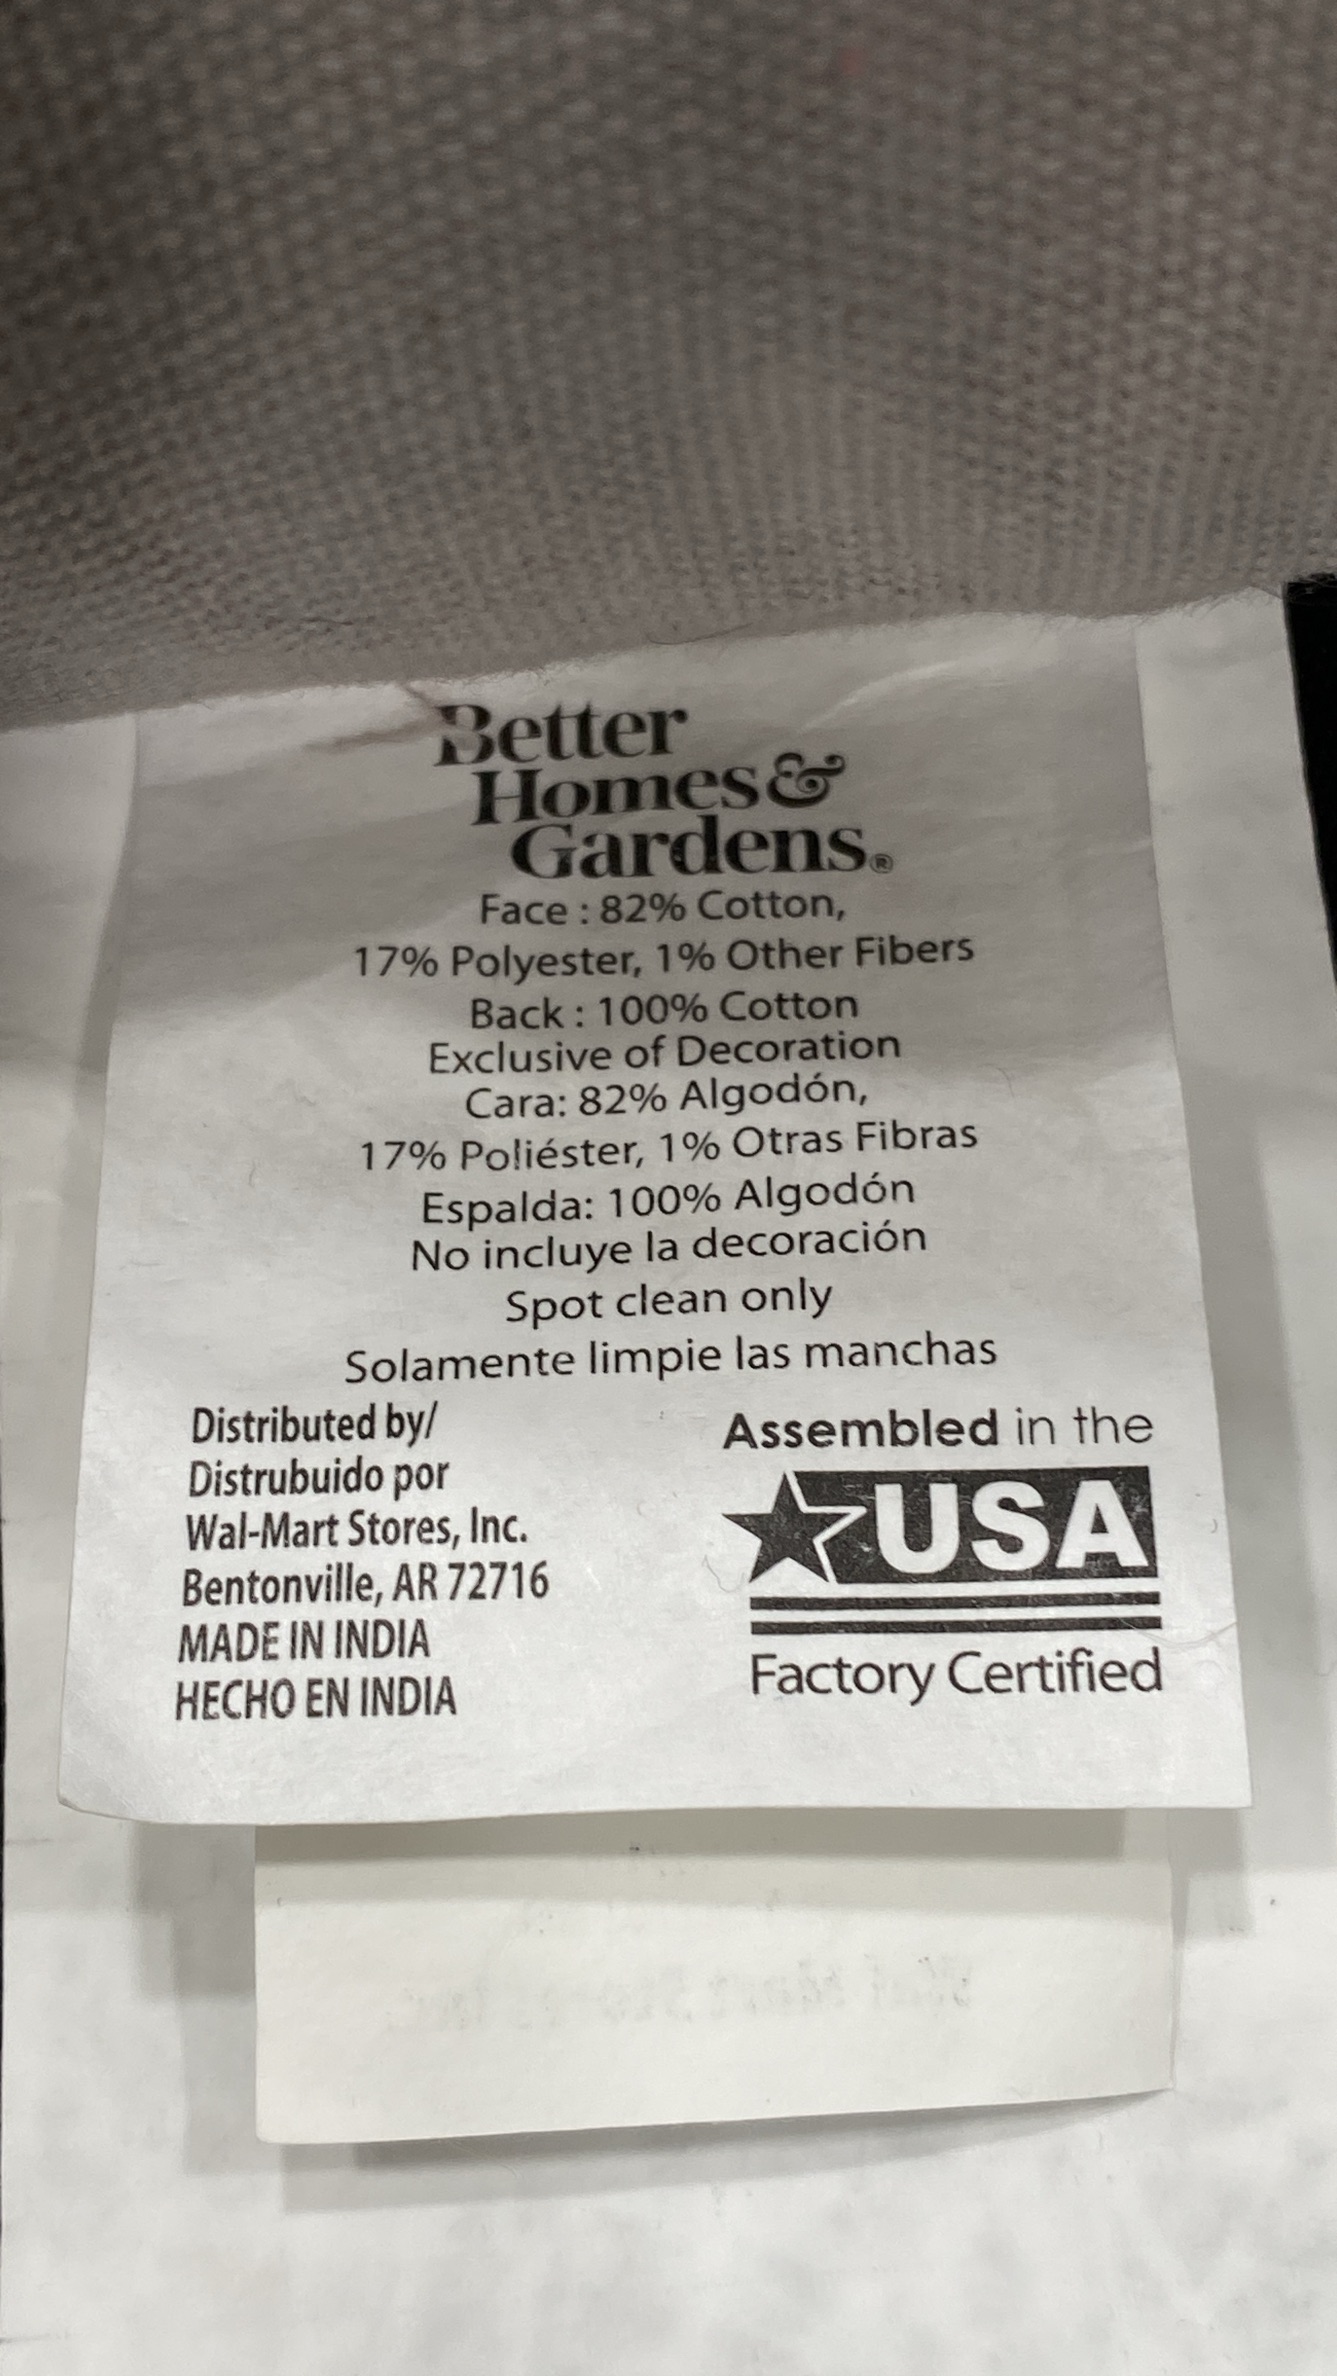 Better
Homes &
Gardens®
Face : 82% Cotton,
17% Polyester, 1% Other Fibers
Back : 100% Cotton
Exclusive of Decoration
Cara: 82% Algodón,
17% Poliéster, 1% Otras Fibras
Espalda: 100% Algodón
No incluye la decoración
Spot clean only
Solamente limpie las manchas
Distributed by/
Distrubuido por
Wal-Mart Stores, Inc.
Bentonville, AR 72716
MADE IN INDIA
HECHO EN INDIA
Assembled in the
USA
Factory Certified